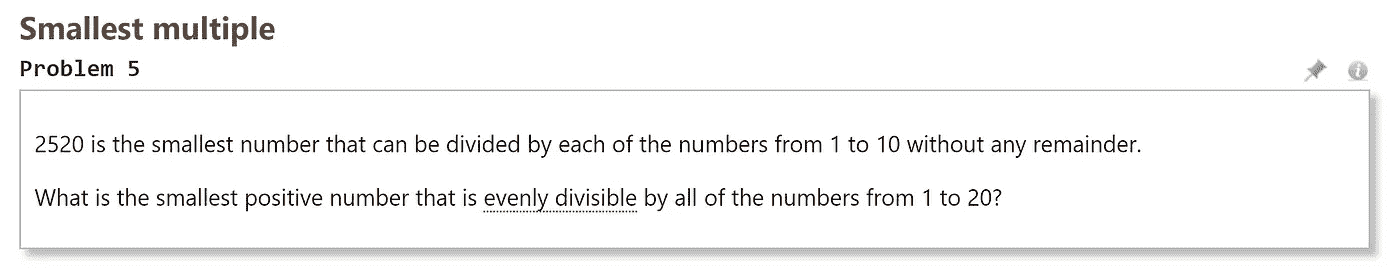 Smallest multiple
Problem 5
2520 is the smallest number that can be divided by each of the numbers from 1 to 10 without any remainder.
What is the smallest positive number that is evenly divisible by all of the numbers from 1 to 20?